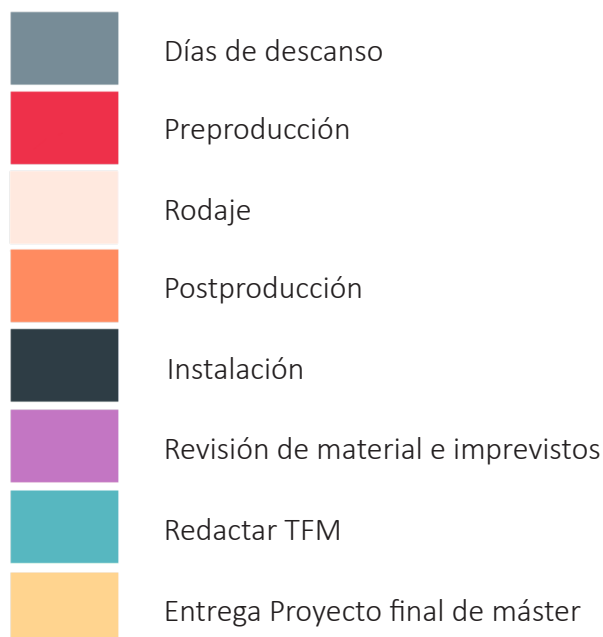 Días de descanso
Preproducción
Rodaje
Postproducción
Instalación
Revisión de material e imprevistos
Redactar TFM
Entrega Proyecto final de máster